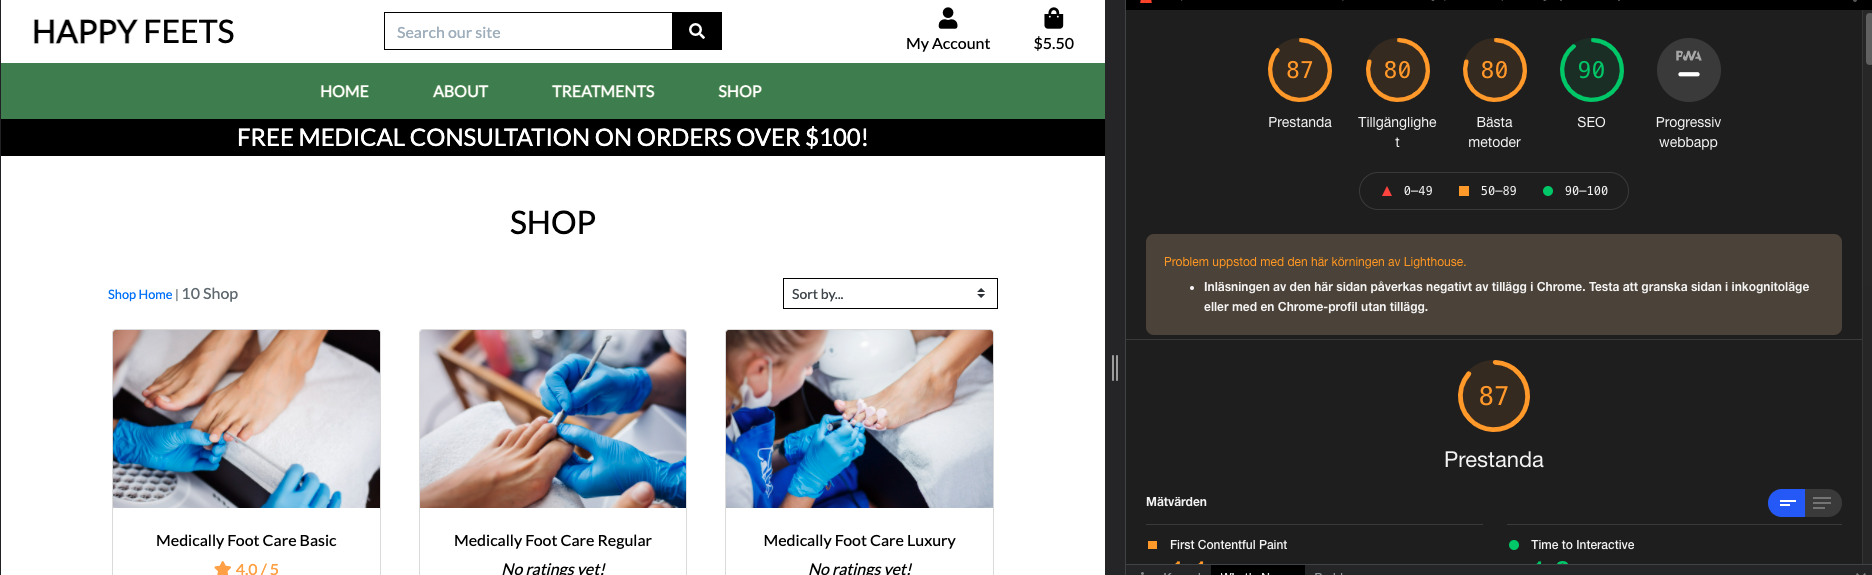 HAPPY FEETS
Search our site
My Account
$5.50
HOME ABOUT TREATMENTS SHOP
FREE MEDICAL CONSULTATION ON ORDERS OVER $100!
SHOP
Shop Home | 10 Shop
Sort by...
Medically Foot Care Basic
4.0 / 5
Medically Foot Care Regular
No ratings yet!
Medically Foot Care Luxury
No ratings yet!
87
Prestanda
80
Tillgänglighe
t
80
Bästa
metoder
90
SEO
PWA
Progressiv
webbapp
0–49 50–89 90–100
Problem uppstod med den här körningen av Lighthouse.
Inläsningen av den här sidan påverkas negativt av tillägg i Chrome. Testa att granska sidan i inkognitoläge
eller med en Chrome-profil utan tillägg.
87
Prestanda
Mätvärden
First Contentful Paint
Time to Interactive